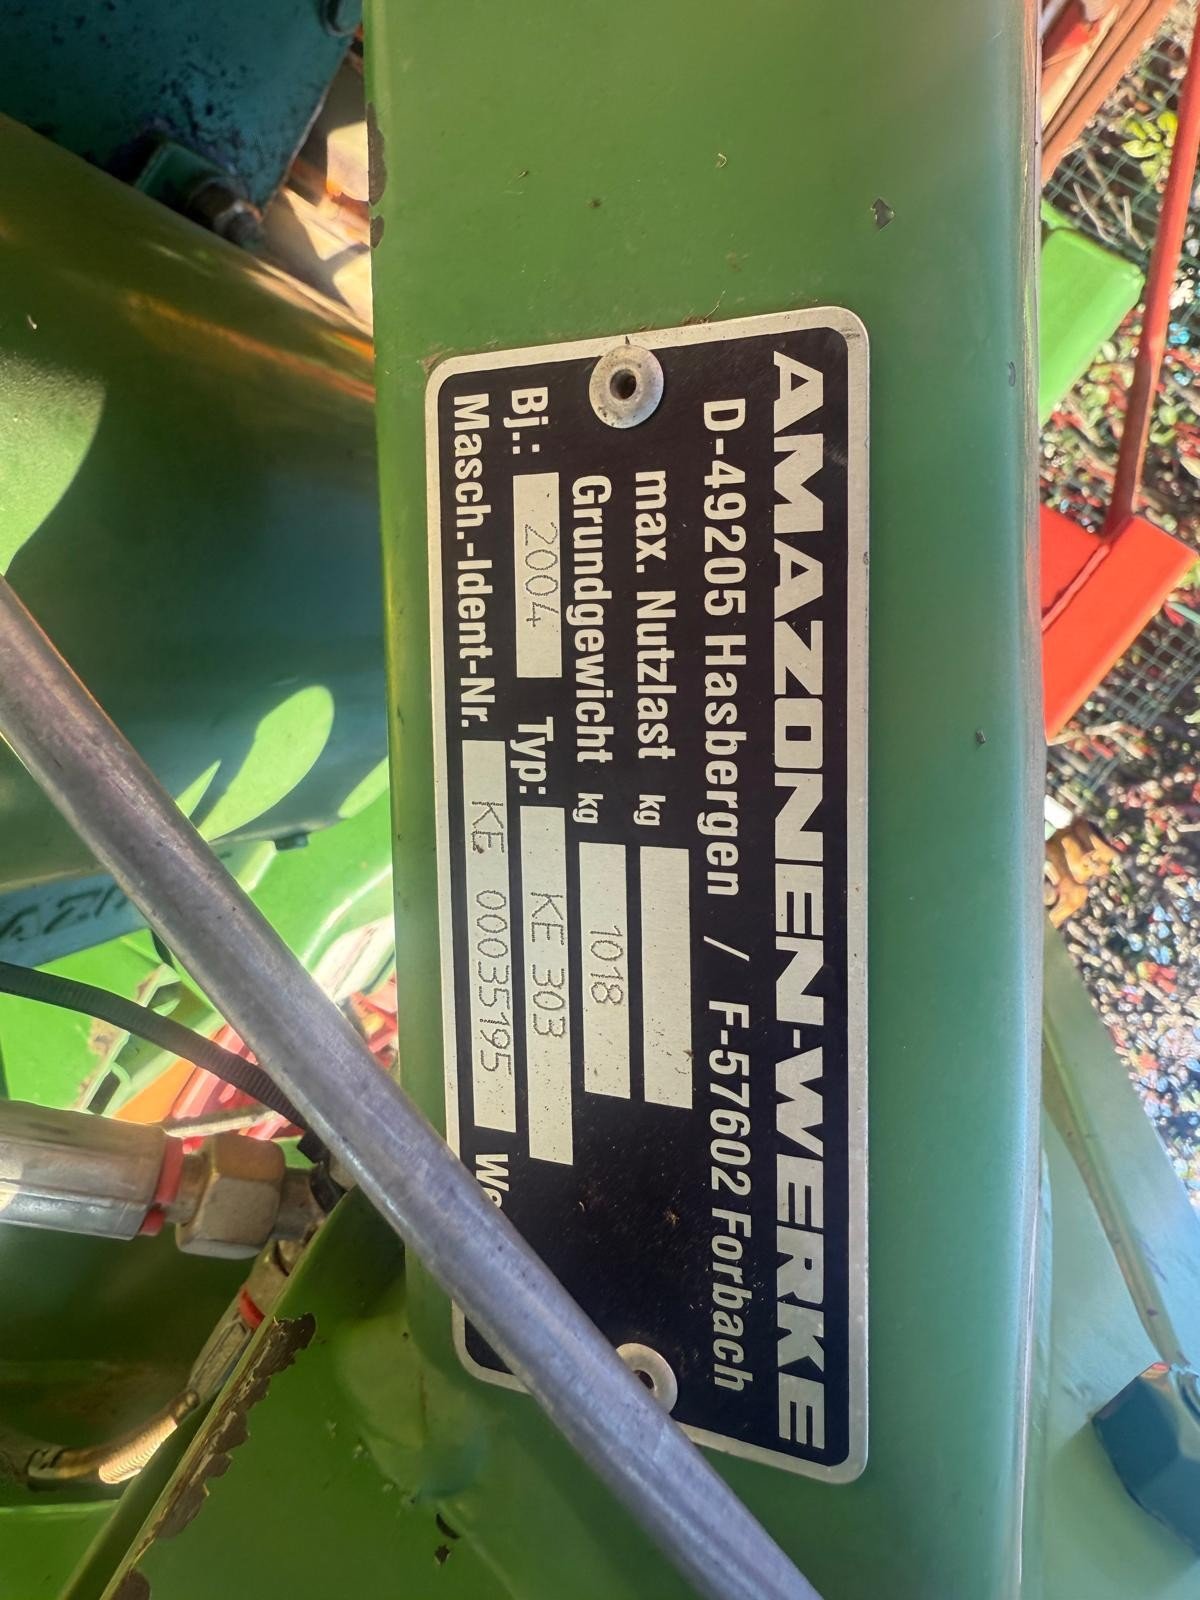 AMAZONEN-WERKE
D-49205 Hasbergen / F-57602 Forbach
max. Nutzlast kg
Grundgewicht kg 1018
Bj.: 2004 Typ: KE 303
Masch.-Ident-Nr. KE 00035195